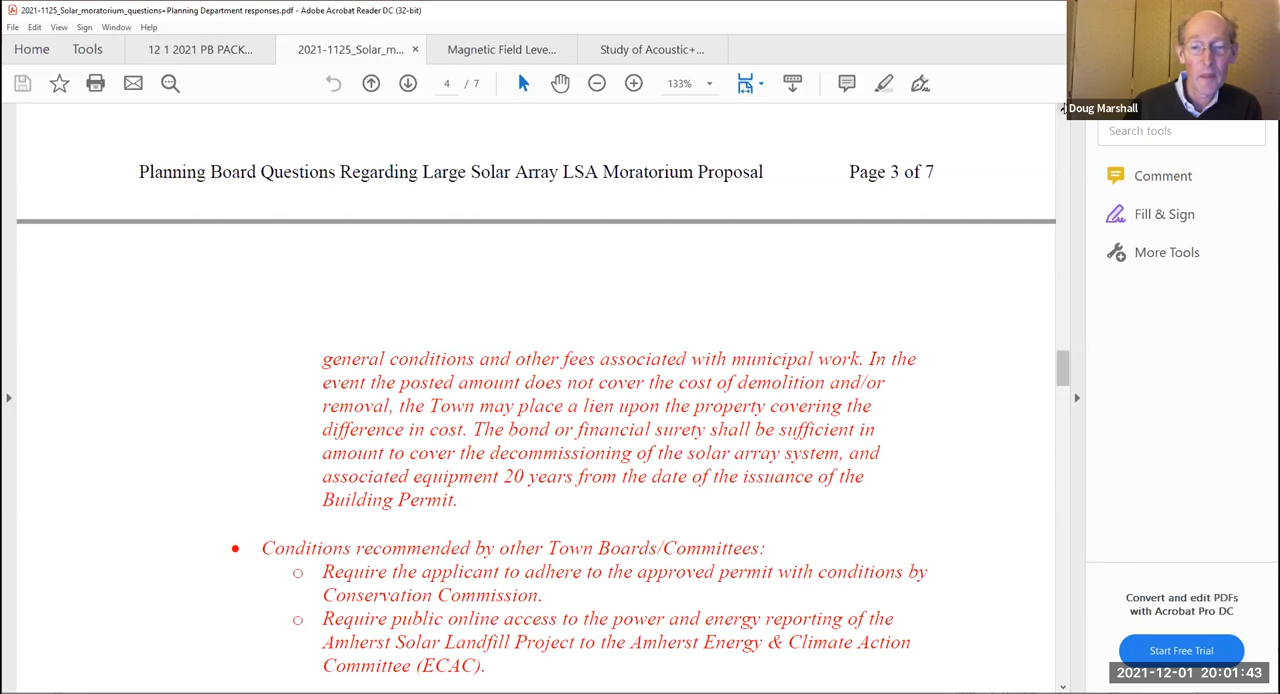 2021-1125_Solar_moratorium_questions+Planning Department responses.pdf - Adobe Acrobat Reader DC (32-bit)
File Edit View Sign Window Help
Home Tools 12 1 2021 PB PACK... 2021-1125_Solar_m... × Magnetic Field Leve... Study of Acoustic+...
4 / 7 133%
Doug Marshall
Search tools
Comment
Fill & Sign
More Tools
Planning Board Questions Regarding Large Solar Array LSA Moratorium Proposal Page 3 of 7
general conditions and other fees associated with municipal work. In the
event the posted amount does not cover the cost of demolition and/or
removal, the Town may place a lien upon the property covering the
difference in cost. The bond or financial surety shall be sufficient in
amount to cover the decommissioning of the solar array system, and
associated equipment 20 years from the date of the issuance of the
Building Permit.
• Conditions recommended by other Town Boards/Committees:
o Require the applicant to adhere to the approved permit with conditions by
Conservation Commission.
o Require public online access to the power and energy reporting of the
Amherst Solar Landfill Project to the Amherst Energy & Climate Action
Committee (ECAC).
Convert and edit PDFs
with Acrobat Pro DC
Start Free Trial
2021-12-01 20:01:43